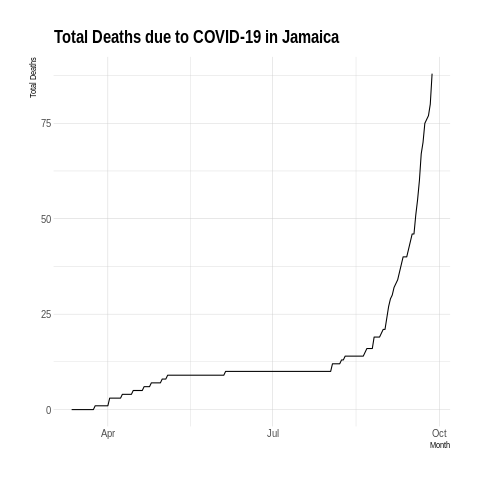 Total Deaths due to COVID-19 in Jamaica
Total Deaths
75
50
25
0
Apr
Jul
Oct
Month